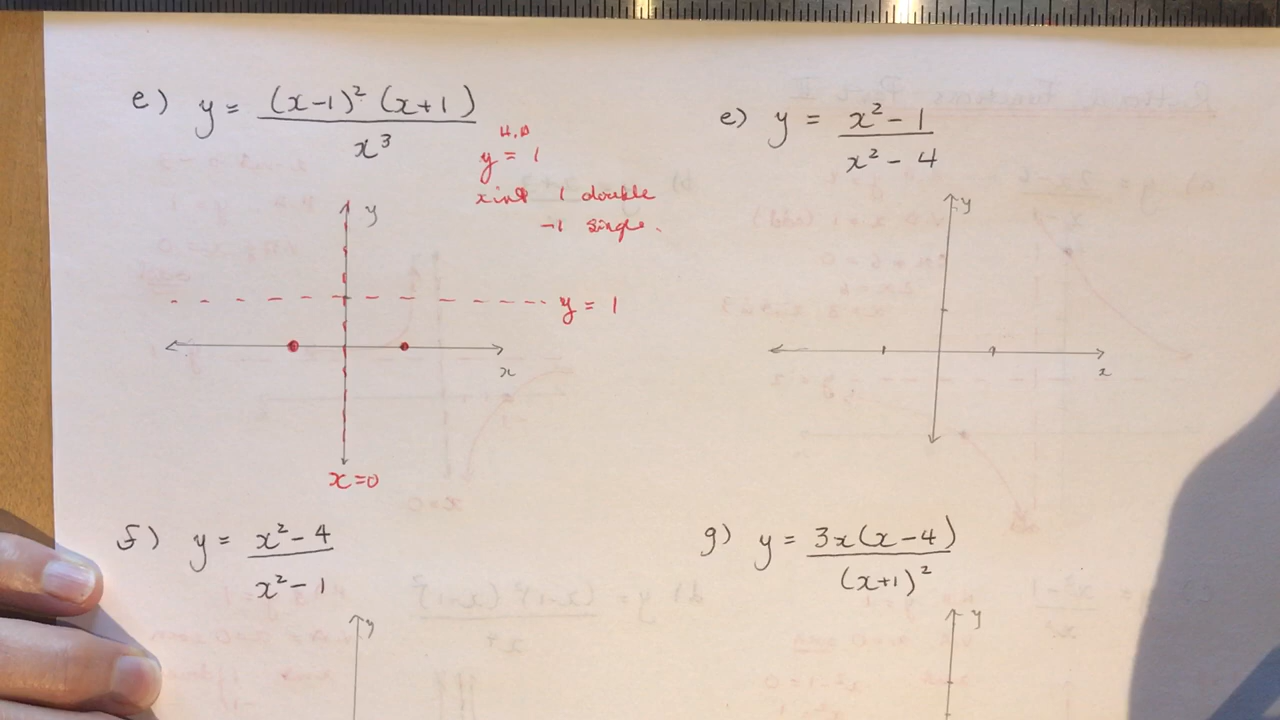 e) y = (x-1)² (x+1) / x³
H.A
y = 1
x int 1 double
-1 single.
y
y = 1
x
x=0
e) y = x² - 1 / x² - 4
y
x
f) y = x² - 4 / x² - 1
y
g) y = 3x(x-4) / (x+1)²
y